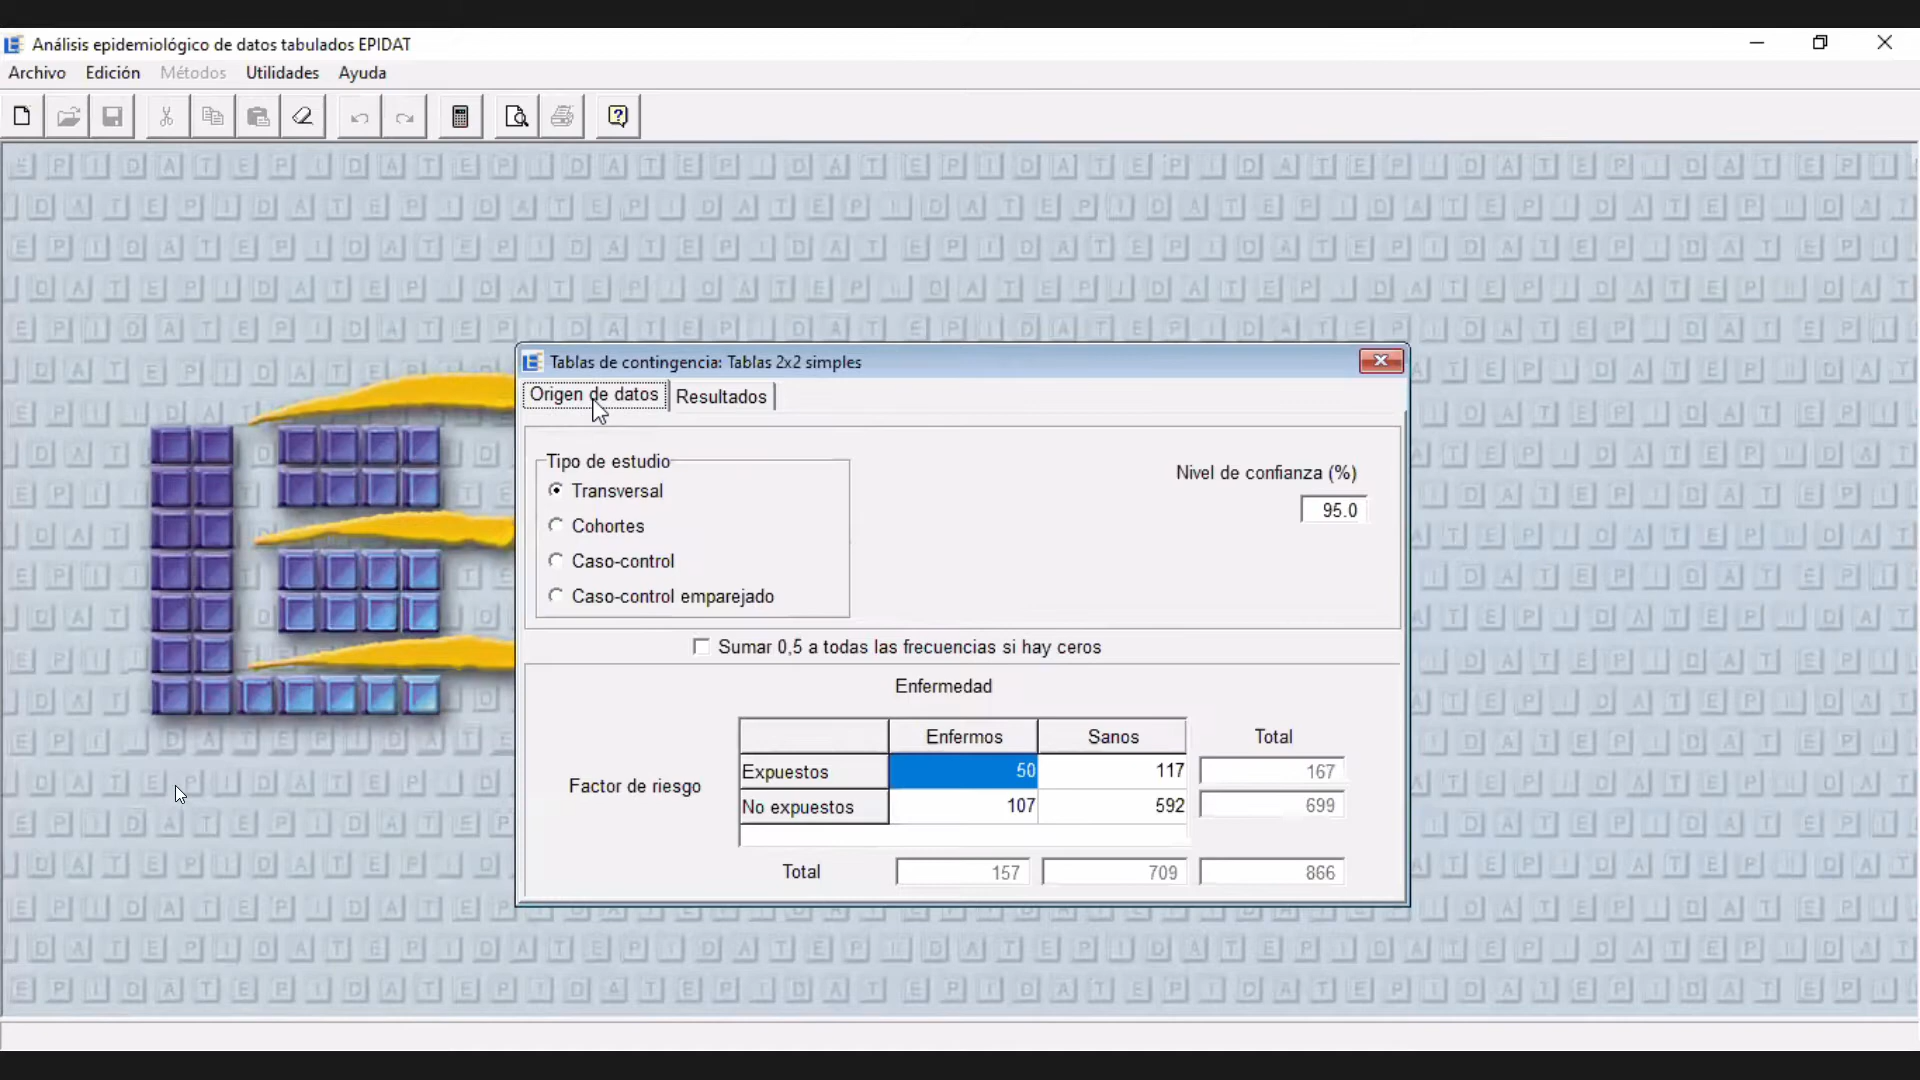 Análisis epidemiológico de datos tabulados EPIDAT
Archivo Edición Métodos Utilidades Ayuda
Tablas de contingencia: Tablas 2x2 simples
Origen de datos Resultados
Tipo de estudio
Nivel de confianza (%)
Transversal
95.0
Cohortes
Caso-control
Caso-control emparejado
Sumar 0,5 a todas las frecuencias si hay ceros
Enfermedad
Enfermos Sanos Total
Expuestos 50 117 167
Factor de riesgo
No expuestos 107 592 699
Total 157 709 866